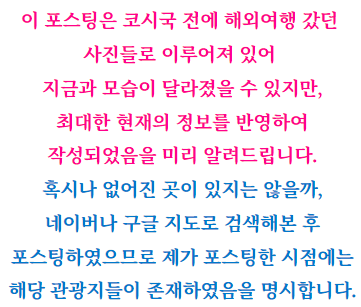 이 포스팅은 코시국 전에 해외여행 갔던
사진들로 이루어져 있어
지금과 모습이 달라졌을 수 있지만,
최대한 현재의 정보를 반영하여
작성되었음을 미리 알려드립니다.
혹시나 없어진 곳이 있지는 않을까,
네이버나 구글 지도로 검색해본 후
포스팅하였으므로 제가 포스팅한 시점에는
해당 관광지들이 존재하였음을 명시합니다.